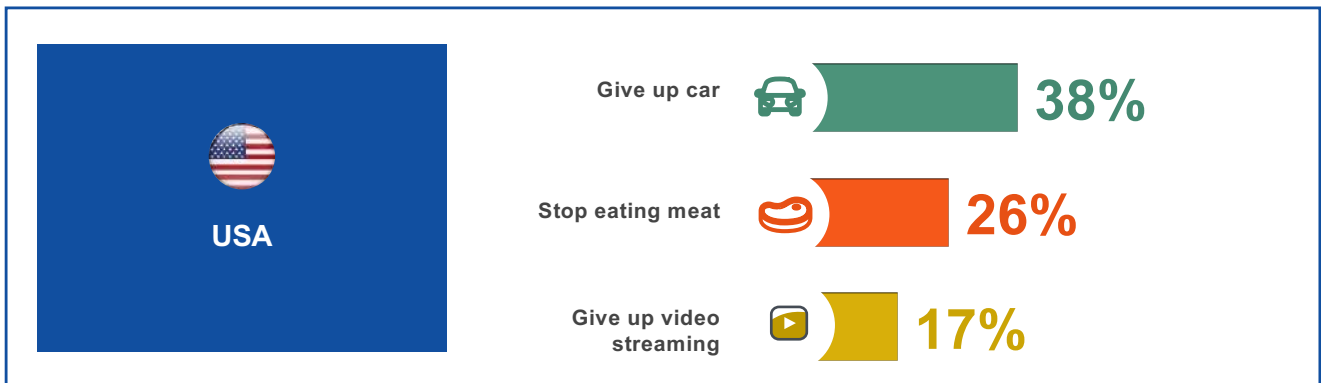 USA
Give up car
38%
Stop eating meat
26%
Give up video
streaming
17%